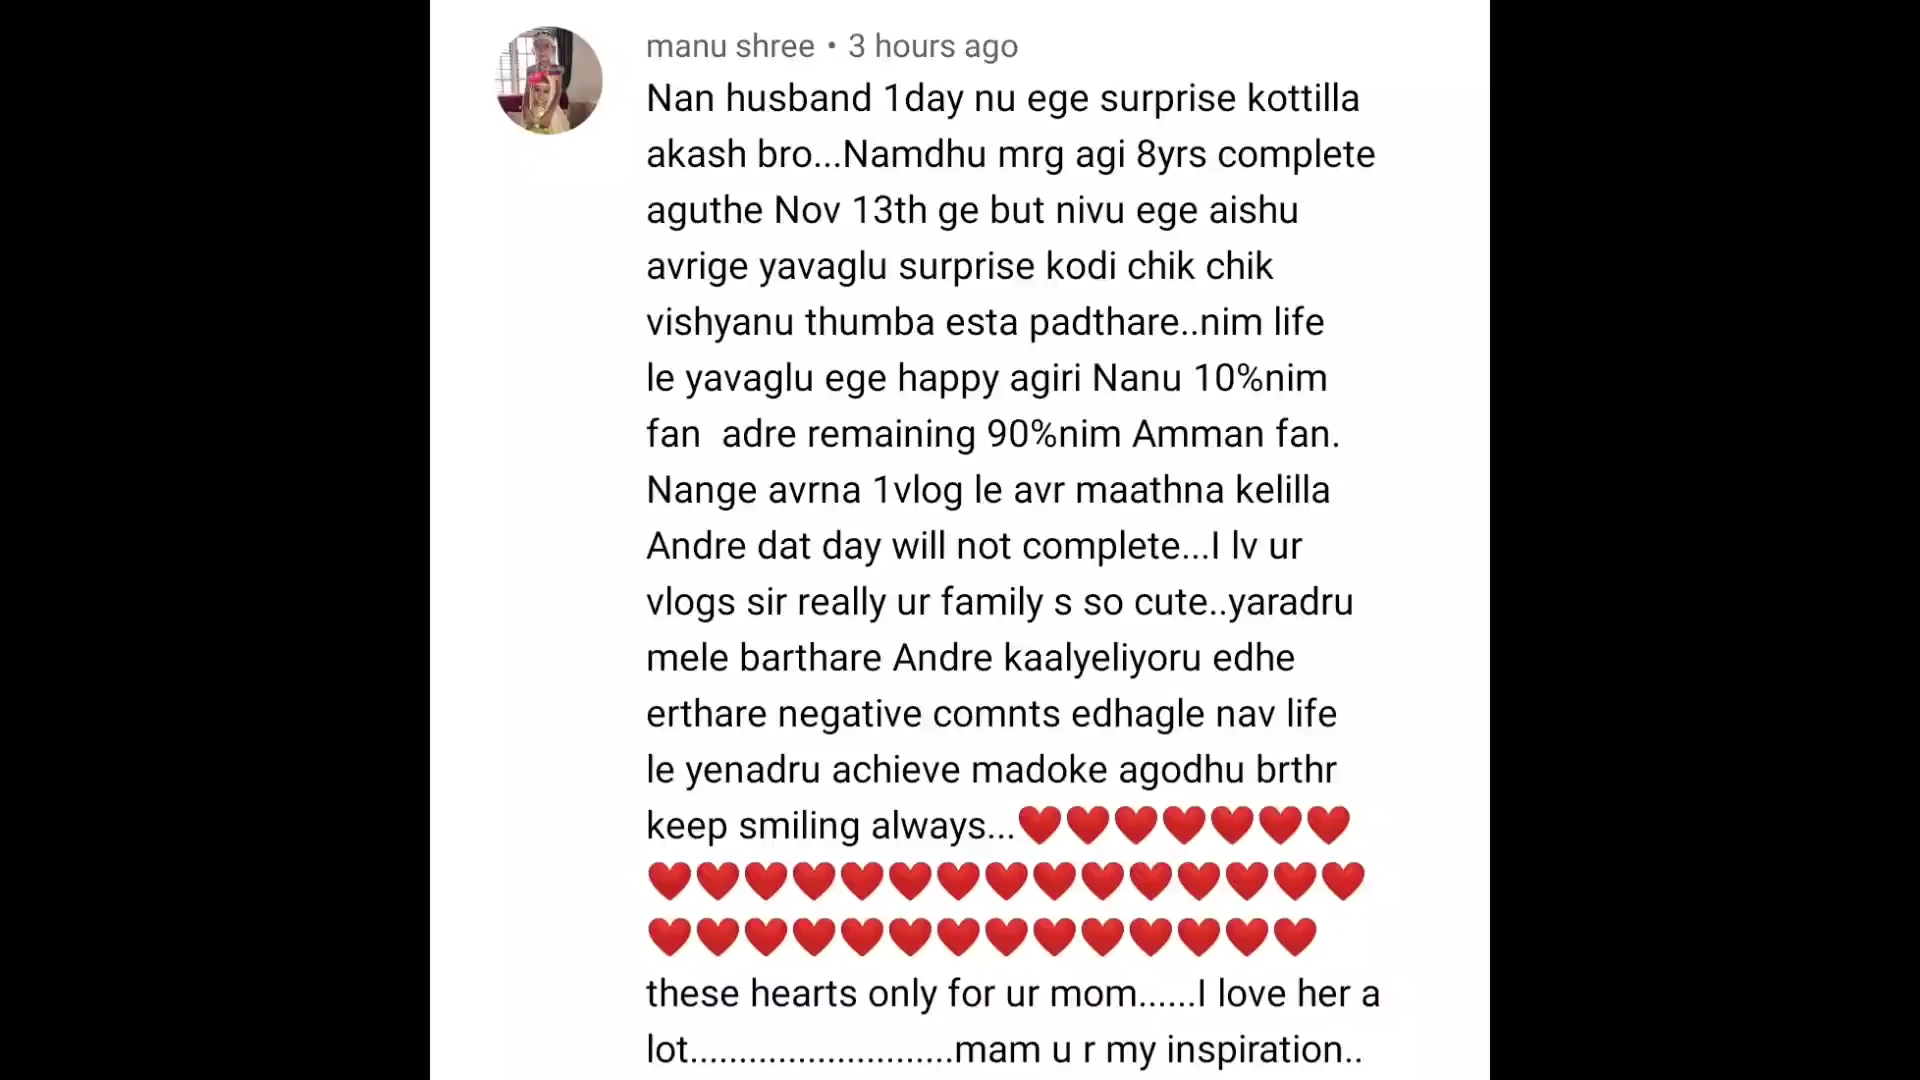 manu shree • 3 hours ago
Nan husband 1day nu ege surprise kottilla
akash bro...Namdhu mrg agi 8yrs complete
aguthe Nov 13th ge but nivu ege aishu
avrige yavaglu surprise kodi chik chik
vishyanu thumba esta padthare..nim life
le yavaglu ege happy agiri Nanu 10%nim
fan  adre remaining 90%nim Amman fan.
Nange avrna 1vlog le avr maathna kelilla
Andre dat day will not complete...I lv ur
vlogs sir really ur family s so cute..yaradru
mele barthare Andre kaalyeliyoru edhe
erthare negative comnts edhagle nav life
le yenadru achieve madoke agodhu brthr
keep smiling always...❤️❤️❤️❤️❤️❤️❤️
❤️❤️❤️❤️❤️❤️❤️❤️❤️❤️❤️❤️❤️❤️❤️
❤️❤️❤️❤️❤️❤️❤️❤️❤️❤️❤️❤️❤️❤️
these hearts only for ur mom......I love her a
lot...........................mam u r my inspiration..